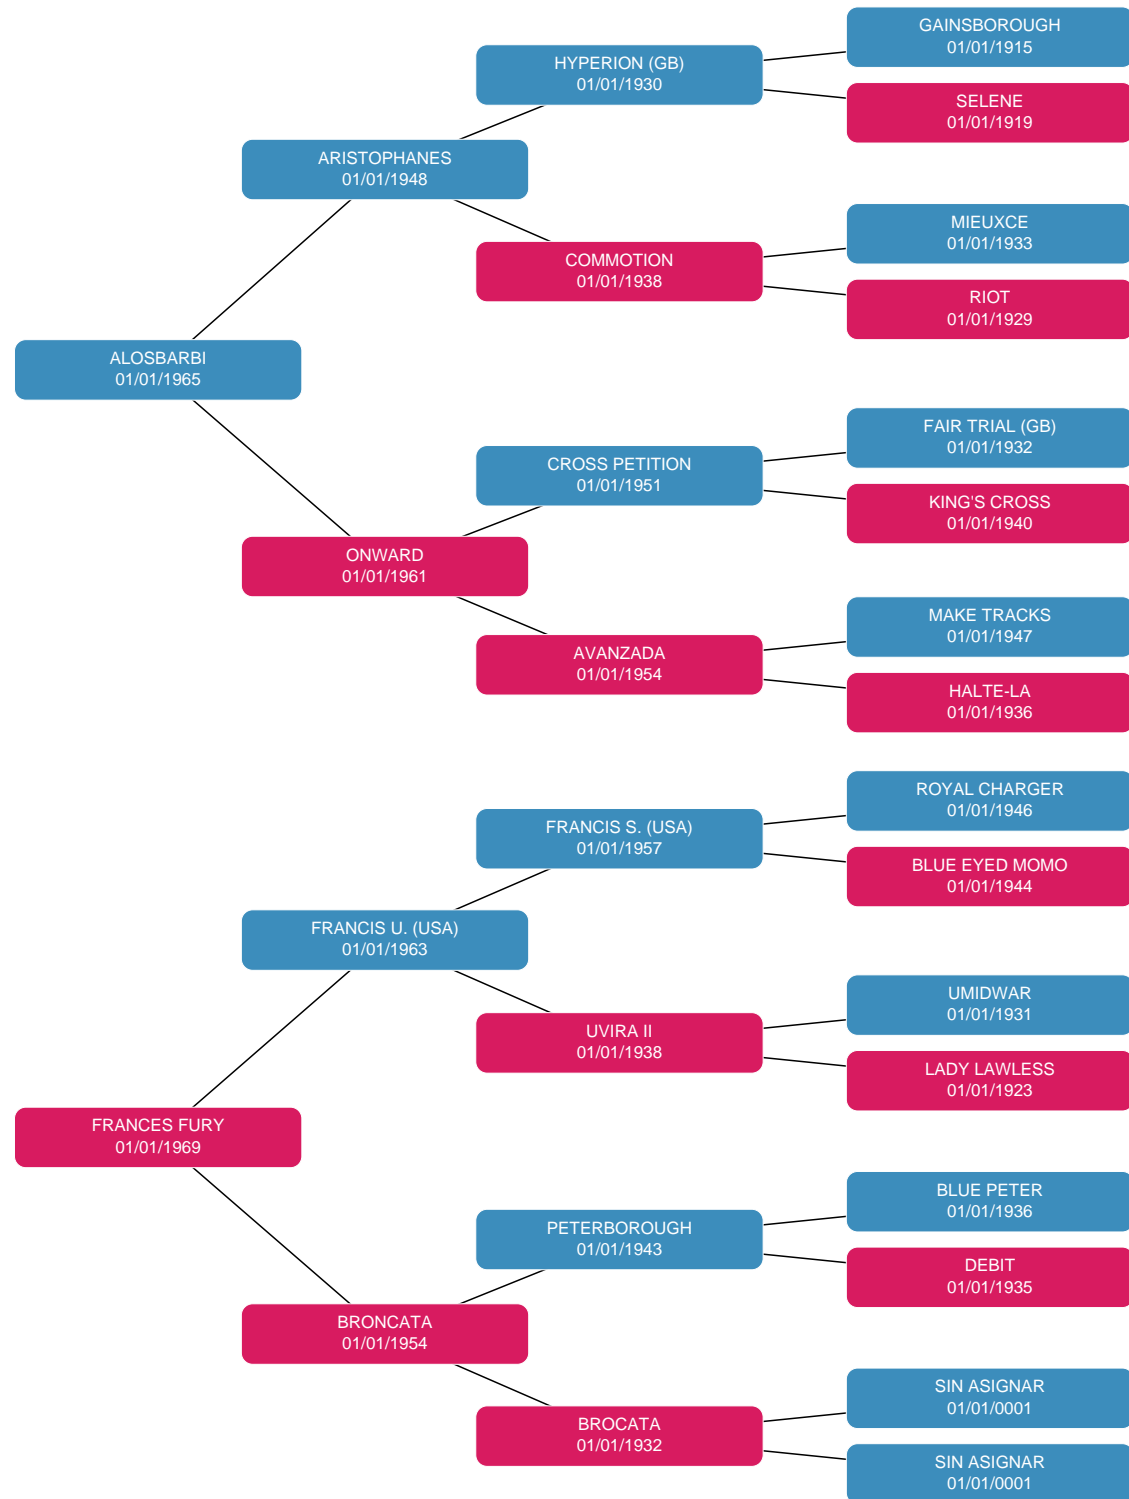 GAINSBOROUGH
01/01/1915
HYPERION (GB)
01/01/1930
SELENE
01/01/1919
ARISTOPHANES
01/01/1948
MIEUXCE
01/01/1933
COMMOTION
01/01/1938
RIOT
01/01/1929
ALOSBARBI
01/01/1965
FAIR TRIAL (GB)
01/01/1932
CROSS PETITION
01/01/1951
KING'S CROSS
01/01/1940
ONWARD
01/01/1961
MAKE TRACKS
01/01/1947
AVANZADA
01/01/1954
HALTE-LA
01/01/1936
ROYAL CHARGER
01/01/1946
FRANCIS S. (USA)
01/01/1957
BLUE EYED MOMO
01/01/1944
FRANCIS U. (USA)
01/01/1963
UMIDWAR
01/01/1931
UVIRA II
01/01/1938
LADY LAWLESS
01/01/1923
FRANCES FURY
01/01/1969
BLUE PETER
01/01/1936
PETERBOROUGH
01/01/1943
DEBIT
01/01/1935
BRONCATA
01/01/1954
SIN ASIGNAR
01/01/0001
BROCATA
01/01/1932
SIN ASIGNAR
01/01/0001